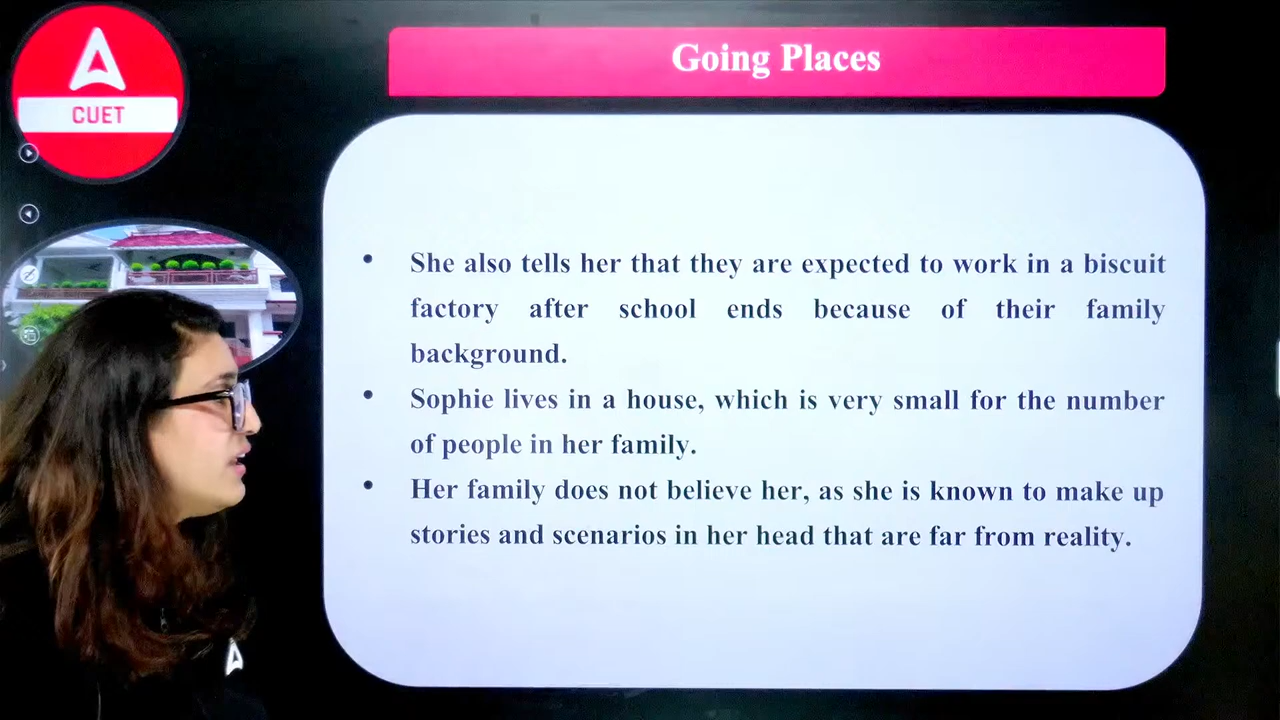 CUET
Going Places
• She also tells her that they are expected to work in a biscuit
factory after school ends because of their family
background.
• Sophie lives in a house, which is very small for the number
of people in her family.
• Her family does not believe her, as she is known to make up
stories and scenarios in her head that are far from reality.